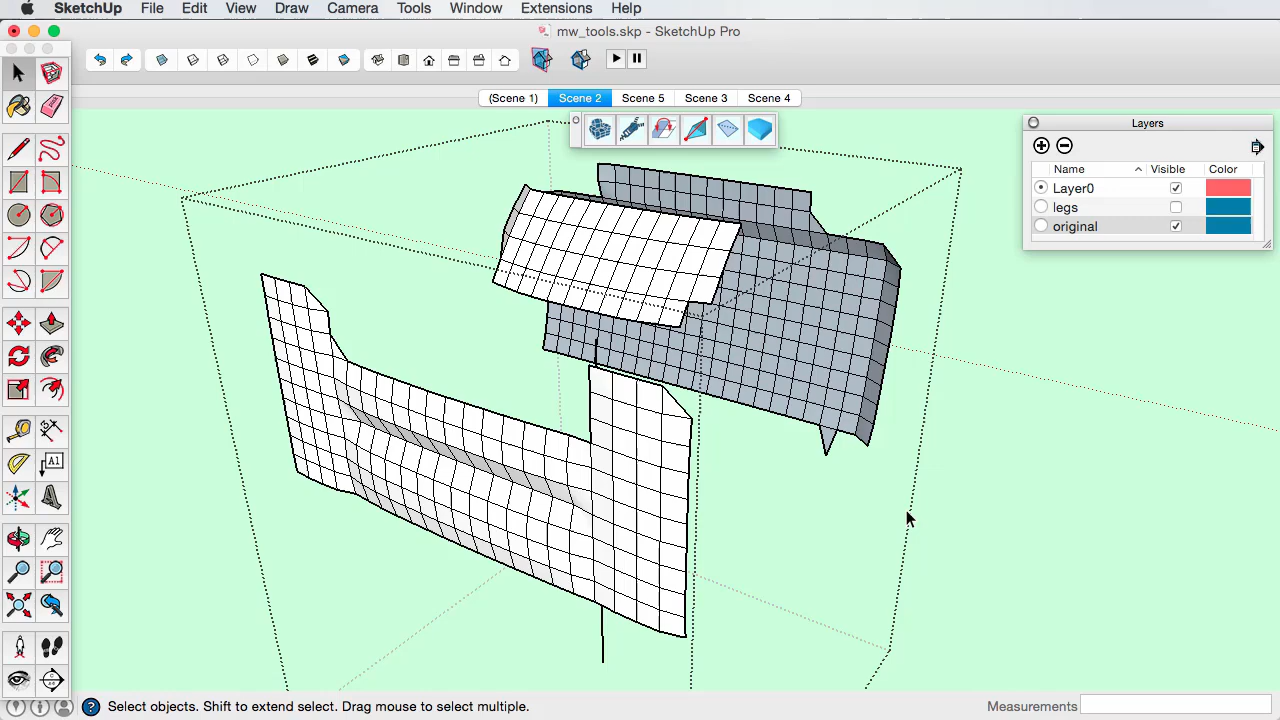 SketchUp File Edit View Draw Camera Tools Window Extensions Help
mw_tools.skp - SketchUp Pro
(Scene 1) Scene 2 Scene 5 Scene 3 Scene 4
Layers
Name Visible Color
Layer0
legs
original
A1
Select objects. Shift to extend select. Drag mouse to select multiple.
Measurements